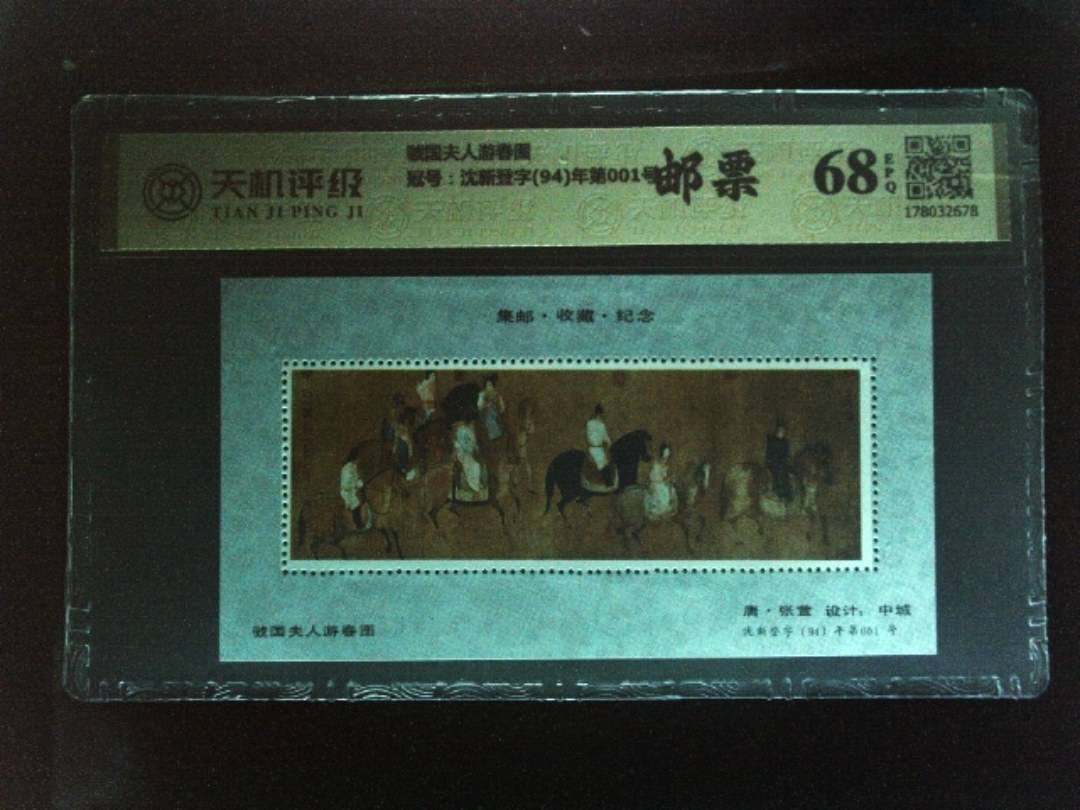 天机评级
TIAN JI PING JI
虢国夫人游春图
冠号：沈新登字(94)年第001号
邮票
68
EPQ
178032678
集邮·收藏·纪念
虢国夫人游春图
唐·张萱 设计：中城
沈新登字(94)年第001号